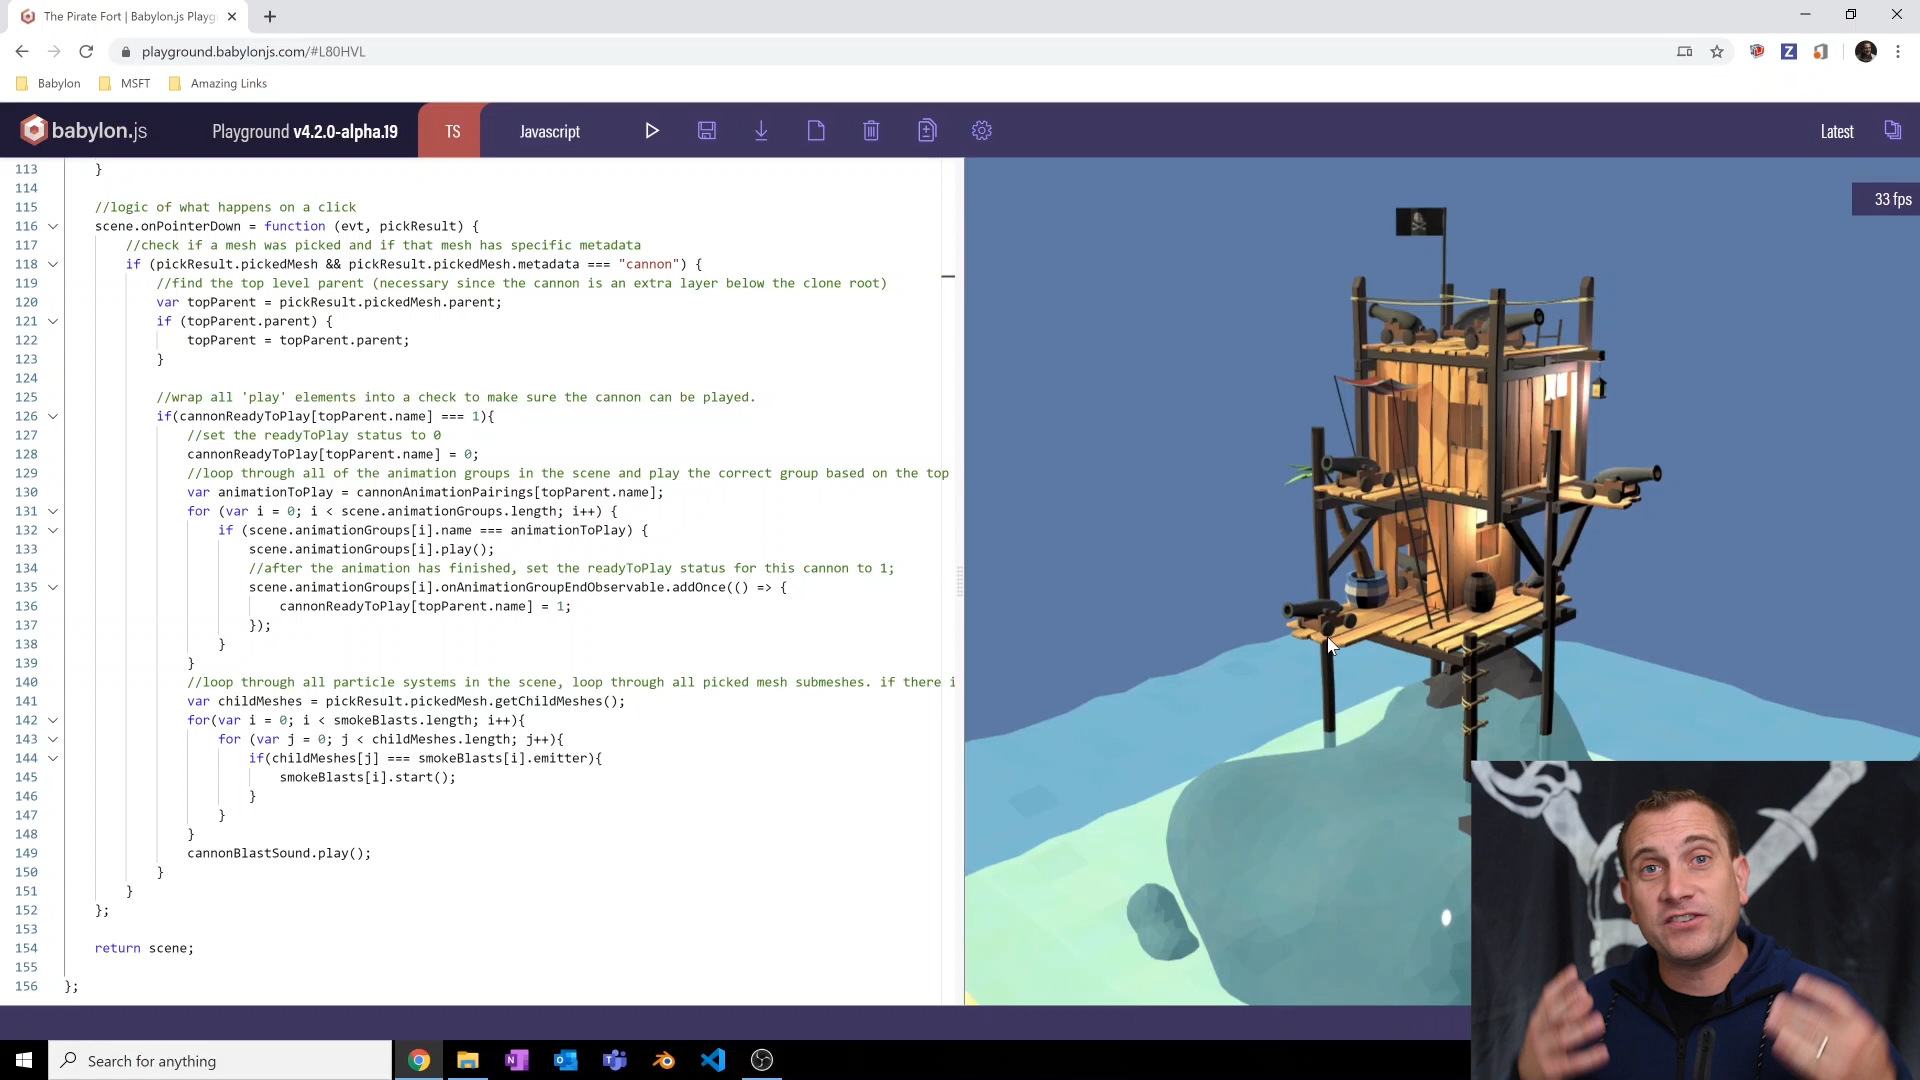 The Pirate Fort | Babylon.js Playg
playground.babylonjs.com/#L80HVL
Z
Babylon
MSFT
Amazing Links
babylon.js
Playground v4.2.0-alpha.19
TS
Javascript
Latest
33 fps
113 }
114
115 //logic of what happens on a click
116 scene.onPointerDown = function (evt, pickResult) {
117 //check if a mesh was picked and if that mesh has specific metadata
118 if (pickResult.pickedMesh && pickResult.pickedMesh.metadata === "cannon") {
119 //find the top level parent (necessary since the cannon is an extra layer below the clone root)
120 var topParent = pickResult.pickedMesh.parent;
121 if (topParent.parent) {
122 topParent = topParent.parent;
123 }
124
125 //wrap all 'play' elements into a check to make sure the cannon can be played.
126 if(cannonReadyToPlay[topParent.name] === 1){
127 //set the readyToPlay status to 0
128 cannonReadyToPlay[topParent.name] = 0;
129 //loop through all of the animation groups in the scene and play the correct group based on the top
130 var animationToPlay = cannonAnimationPairings[topParent.name];
131 for (var i = 0; i < scene.animationGroups.length; i++) {
132 if (scene.animationGroups[i].name === animationToPlay) {
133 scene.animationGroups[i].play();
134 //after the animation has finished, set the readyToPlay status for this cannon to 1;
135 scene.animationGroups[i].onAnimationGroupEndObservable.addOnce(() => {
136 cannonReadyToPlay[topParent.name] = 1;
137 });
138 }
139 }
140 //loop through all particle systems in the scene, loop through all picked mesh submeshes. if there i
141 var childMeshes = pickResult.pickedMesh.getChildMeshes();
142 for(var i = 0; i < smokeBlasts.length; i++){
143 for (var j = 0; j < childMeshes.length; j++){
144 if(childMeshes[j] === smokeBlasts[i].emitter){
145 smokeBlasts[i].start();
146 }
147 }
148 }
149 cannonBlastSound.play();
150 }
151 }
152 };
153
154 return scene;
155
156 };
Search for anything